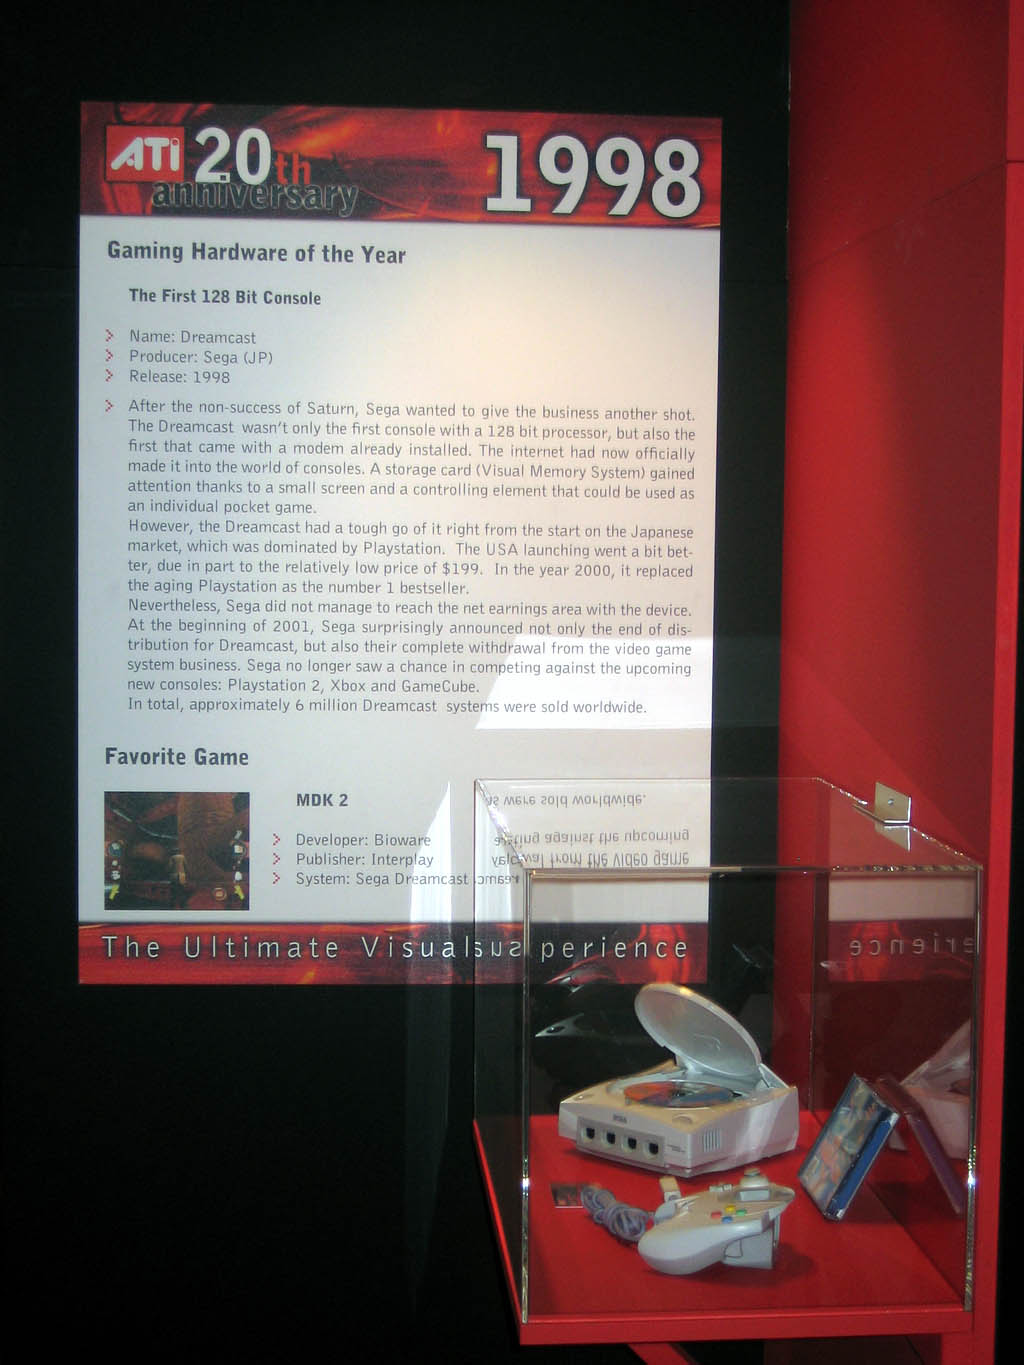 ATi 20th 1998
anniversary
Gaming Hardware of the Year
The First 128 Bit Console
Name: Dreamcast
Producer: Sega (JP)
Release: 1998
After the non-success of Saturn, Sega wanted to give the business another shot.
The Dreamcast wasn't only the first console with a 128 bit processor, but also the
first that came with a modem already installed. The internet had now officially
made it into the world of consoles. A storage card (Visual Memory System) gained
attention thanks to a small screen and a controlling element that could be used as
an individual pocket game.
However, the Dreamcast had a tough go of it right from the start on the Japanese
market, which was dominated by Playstation. The USA launching went a bit bet-
ter, due in part to the relatively low price of $199. In the year 2000, it replaced
the aging Playstation as the number 1 bestseller.
Nevertheless, Sega did not manage to reach the net earnings area with the device.
At the beginning of 2001, Sega surprisingly announced not only the end of dis-
tribution for Dreamcast, but also their complete withdrawal from the video game
system business. Sega no longer saw a chance in competing against the upcoming
new consoles: Playstation 2, Xbox and GameCube.
In total, approximately 6 million Dreamcast systems were sold worldwide.
Favorite Game
MDK 2
Developer: Bioware
Publisher: Interplay
System: Sega Dreamcast
The Ultimate Visual perience
SEGA